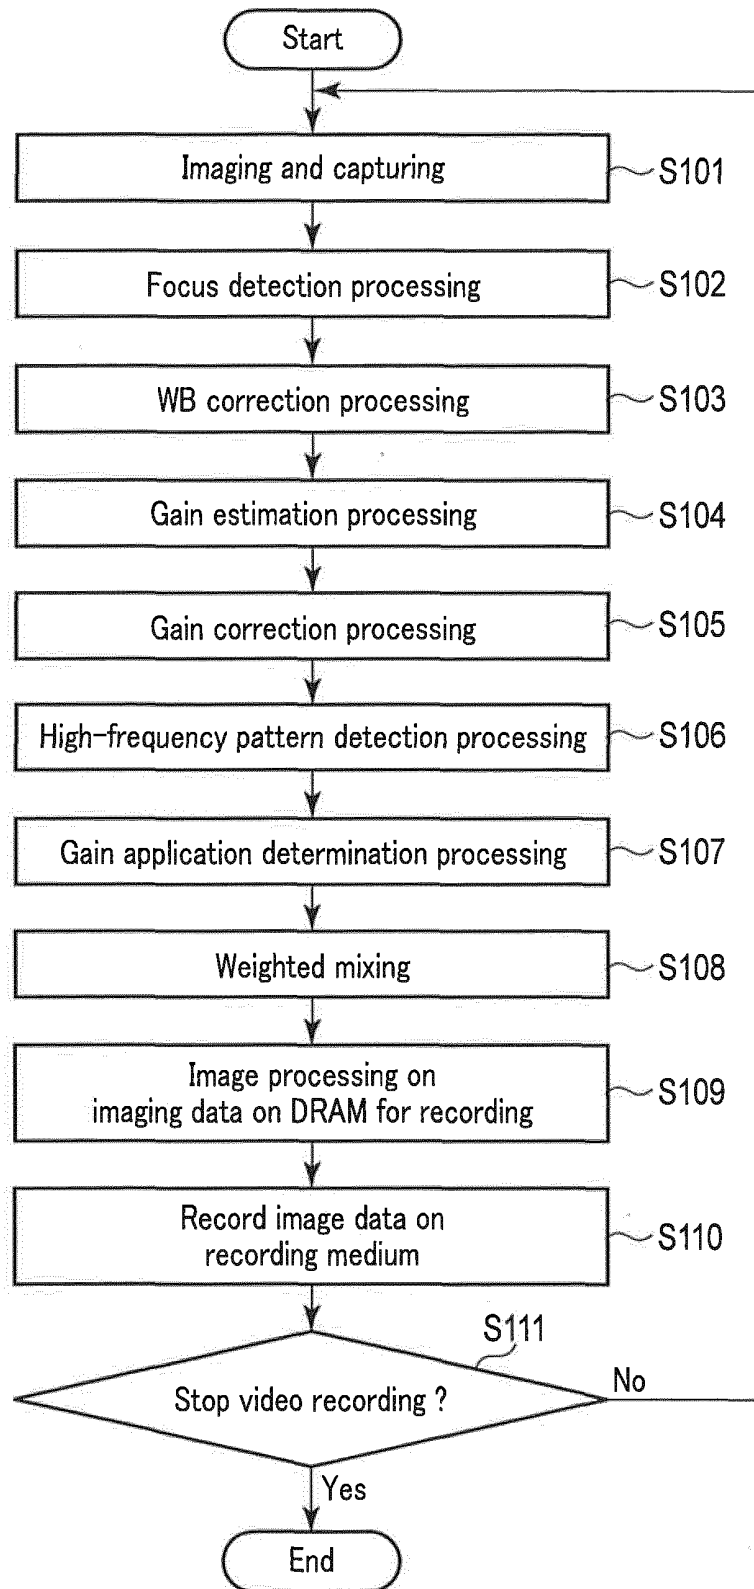 Start
Imaging and capturing
S101
Focus detection processing
S102
WB correction processing
S103
Gain estimation processing
S104
Gain correction processing
S105
High-frequency pattern detection processing
S106
Gain application determination processing
S107
Weighted mixing
S108
Image processing on
imaging data on DRAM for recording
S109
Record image data on
recording medium
S110
S111
Stop video recording ?
No
Yes
End